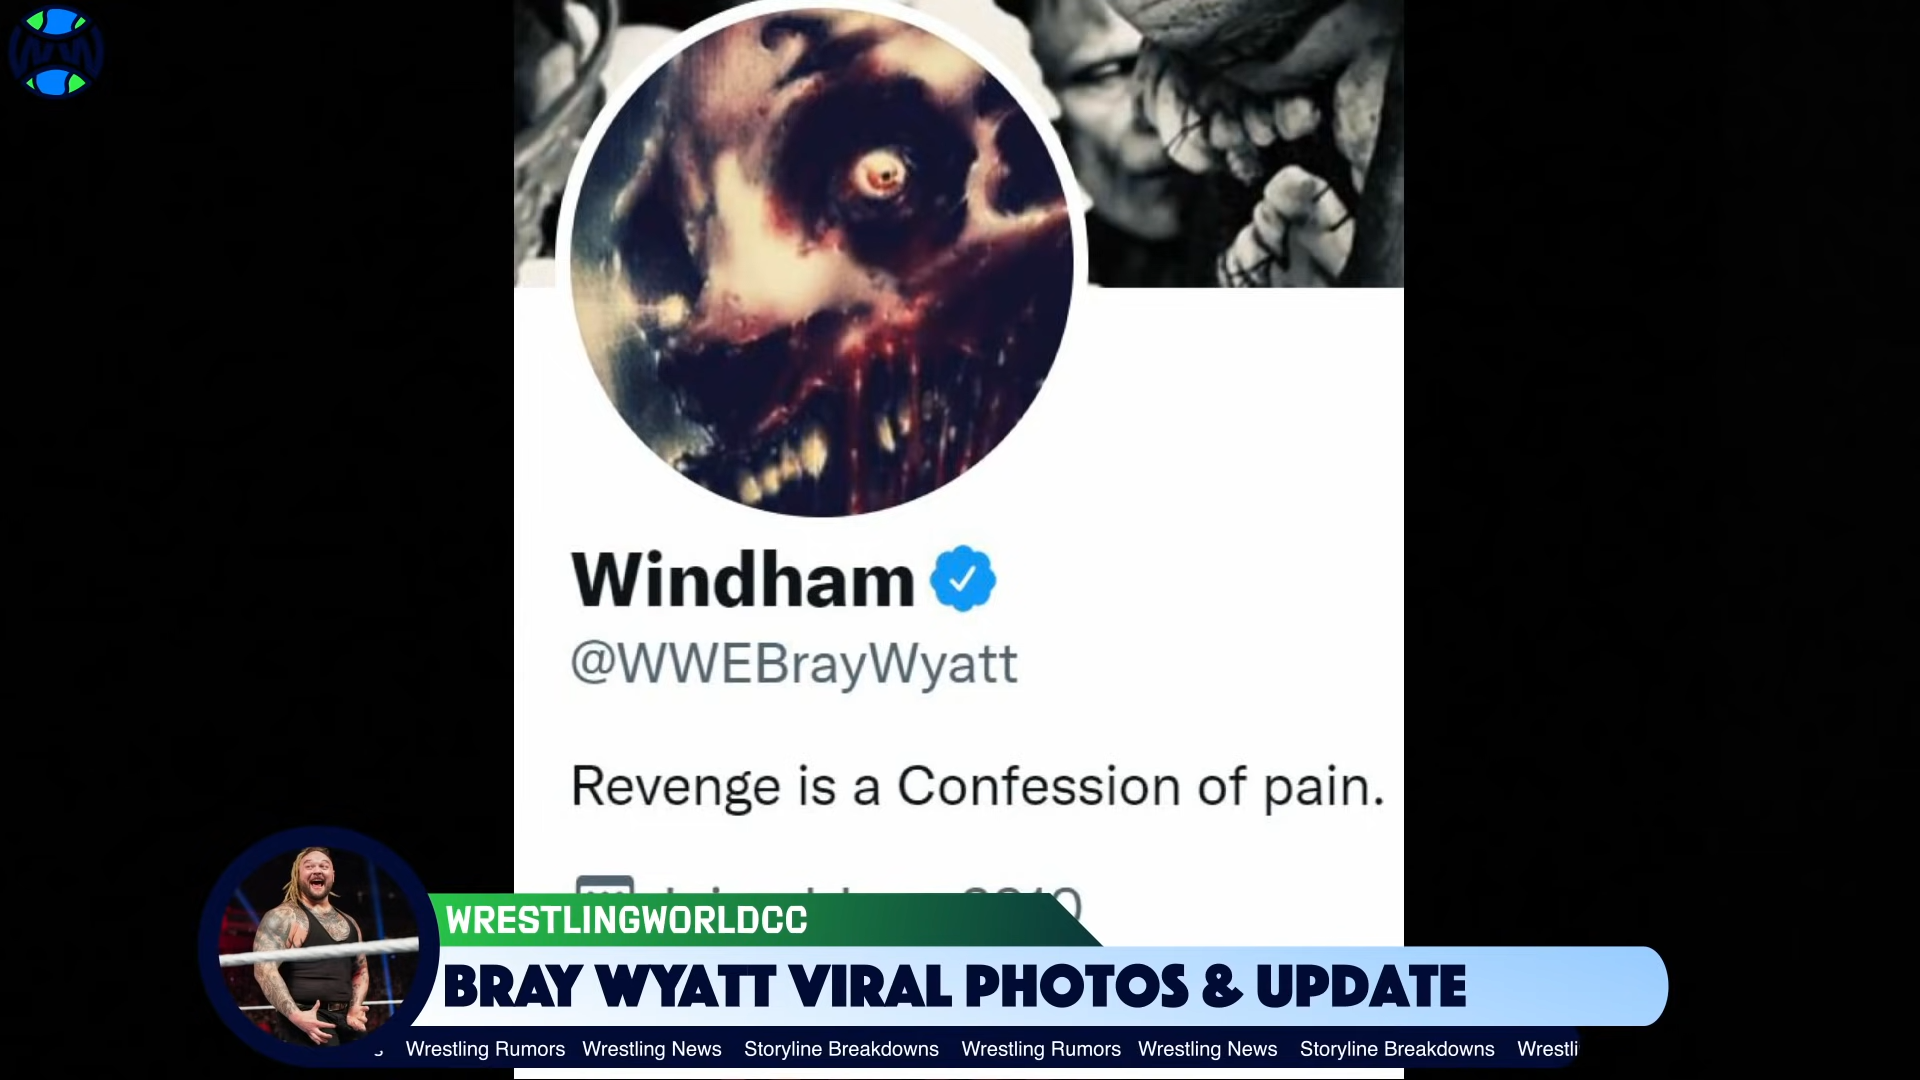 Windham
@WWEBrayWyatt
Revenge is a Confession of pain.
WRESTLINGWORLDCC
BRAY WYATT VIRAL PHOTOS & UPDATE
Wrestling Rumors Wrestling News Storyline Breakdowns Wrestling Rumors Wrestling News Storyline Breakdowns